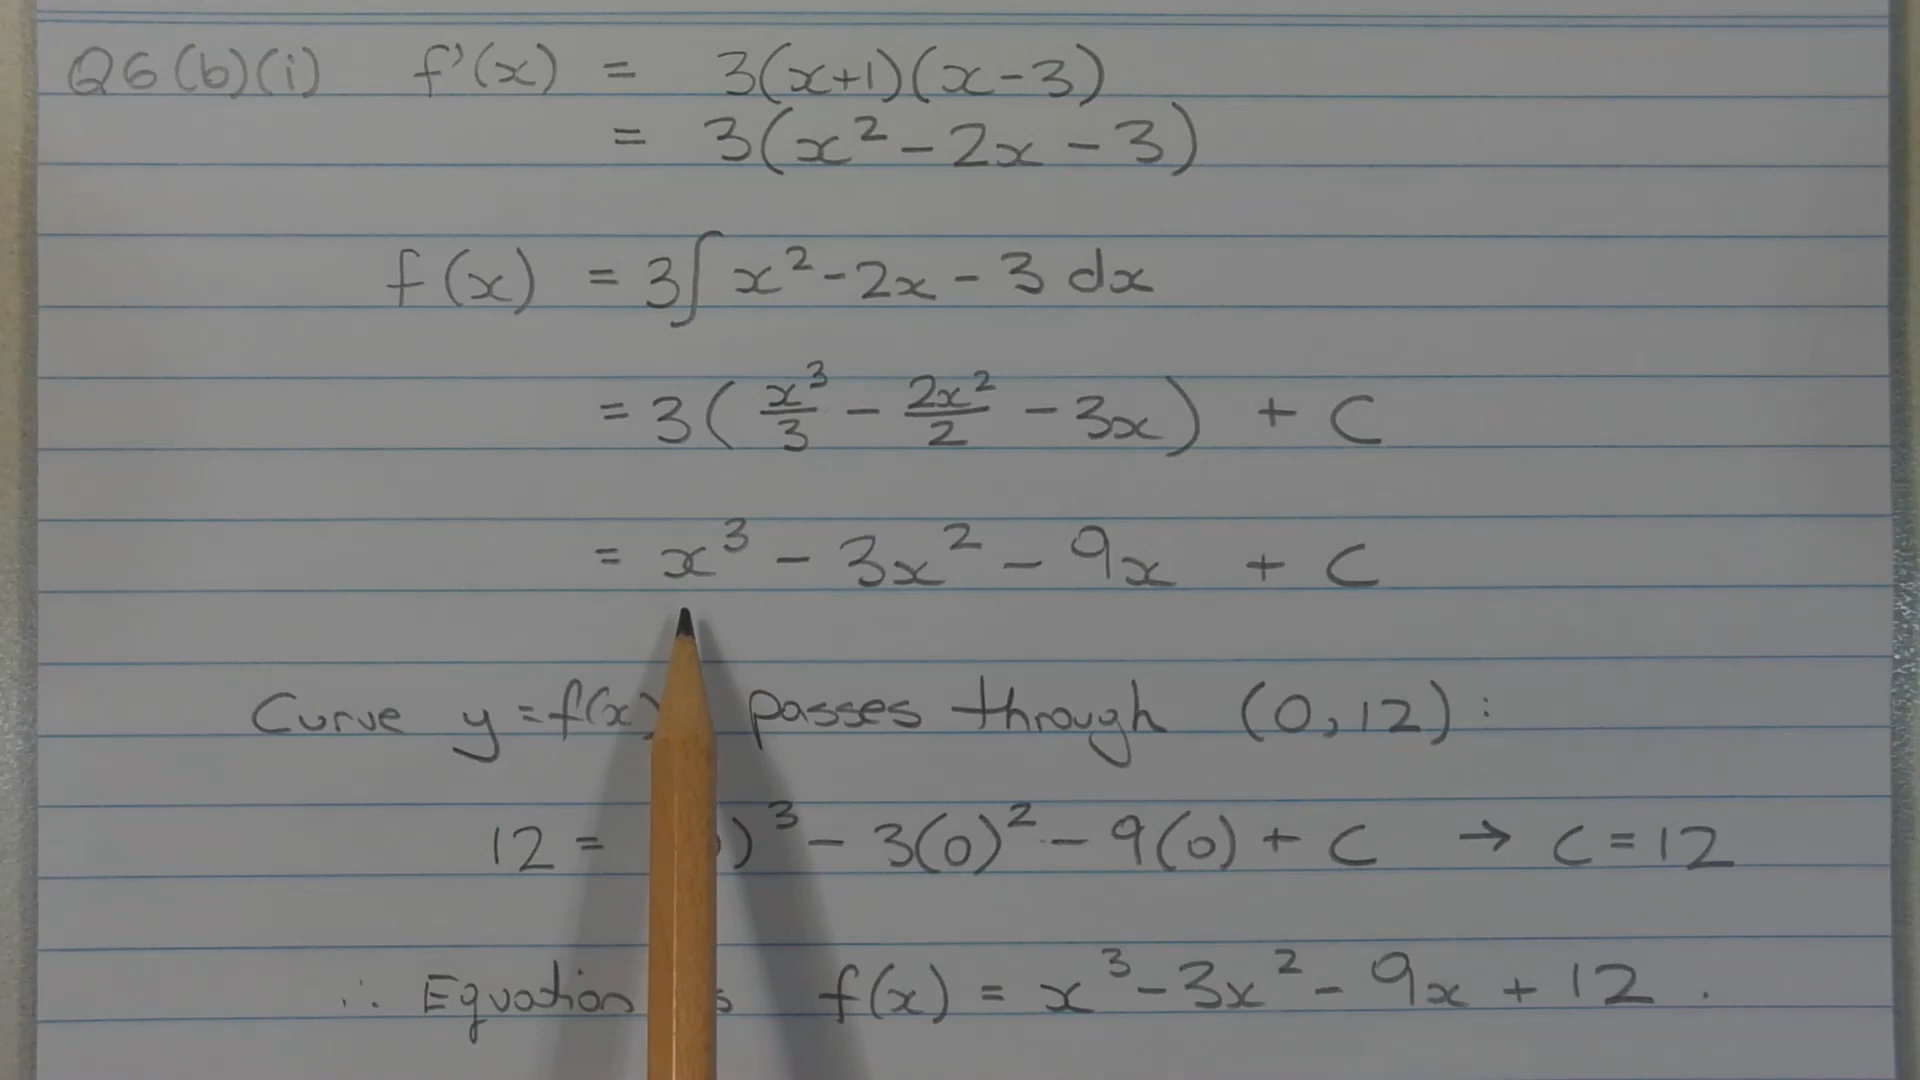 Q6(b)(i) f'(x) = 3(x+1)(x-3)
= 3(x² - 2x - 3)
f(x) = 3∫x² - 2x - 3 dx
= 3(x³/3 - 2x²/2 - 3x) + C
= x³ - 3x² - 9x + C
Curve y = f(x) passes through (0,12):
12 = )³ - 3(0)² - 9(0) + C → C = 12
∴ Equation f(x) = x³ - 3x² - 9x + 12.